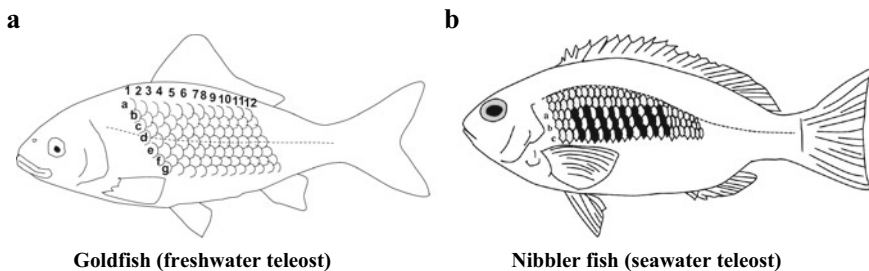 a
b
1 2 3 4 5 6 7 8 9 10 11 12
a
b
c
d
e
f
g
a
b
c
Goldfish (freshwater teleost)
Nibbler fish (seawater teleost)